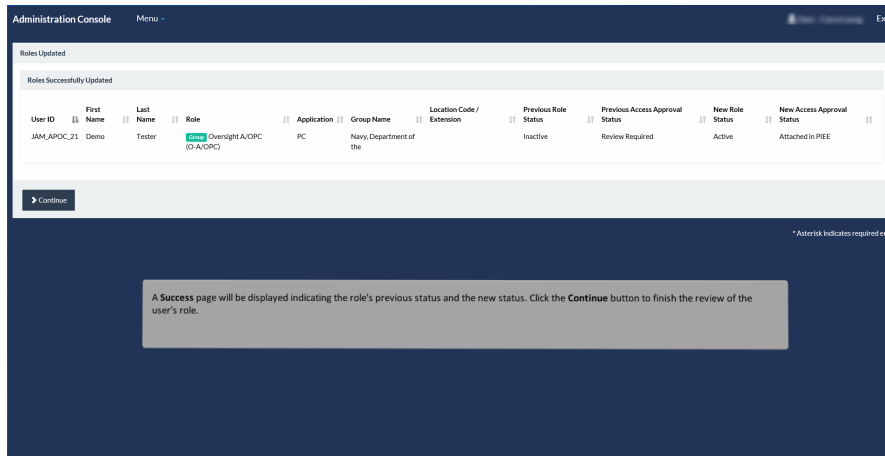 Administration Console Menu
Roles Updated
Roles Successfully Updated
User ID First Name Last Name Role Application Group Name Location Code / Extension Previous Role Status Previous Access Approval Status New Role Status New Access Approval Status
JAM_APOC_21 Demo Tester Group Oversight A/OPC (O-A/OPC) PC Navy, Department of the Inactive Review Required Active Attached in PIEE
Continue
* Asterisk indicates required
A Success page will be displayed indicating the role's previous status and the new status. Click the Continue button to finish the review of the
user's role.